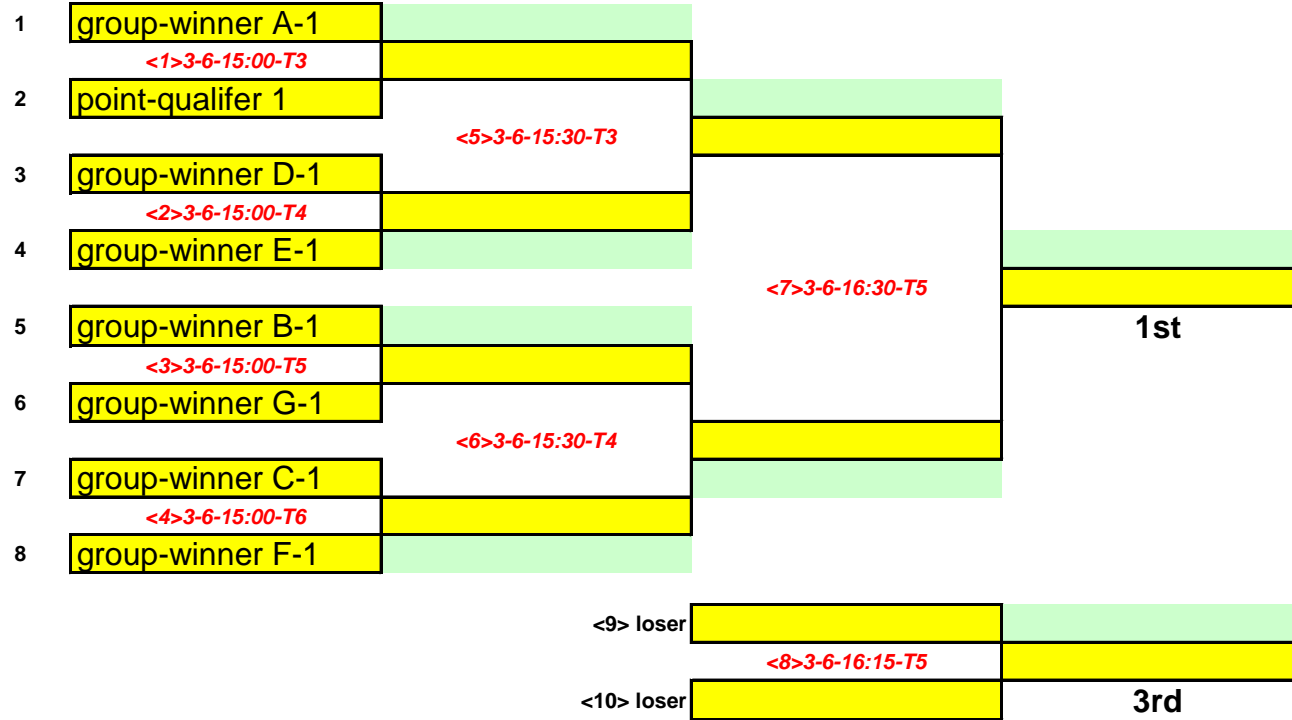 1 group-winner A-1
<1>3-6-15:00-T3
2 point-qualifer 1
<5>3-6-15:30-T3
3 group-winner D-1
<2>3-6-15:00-T4
4 group-winner E-1
<7>3-6-16:30-T5
5 group-winner B-1
1st
<3>3-6-15:00-T5
6 group-winner G-1
<6>3-6-15:30-T4
7 group-winner C-1
<4>3-6-15:00-T6
8 group-winner F-1
<9> loser
<8>3-6-16:15-T5
<10> loser
3rd